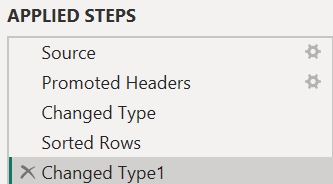 APPLIED STEPS
Source
Promoted Headers
Changed Type
Sorted Rows
Changed Type1